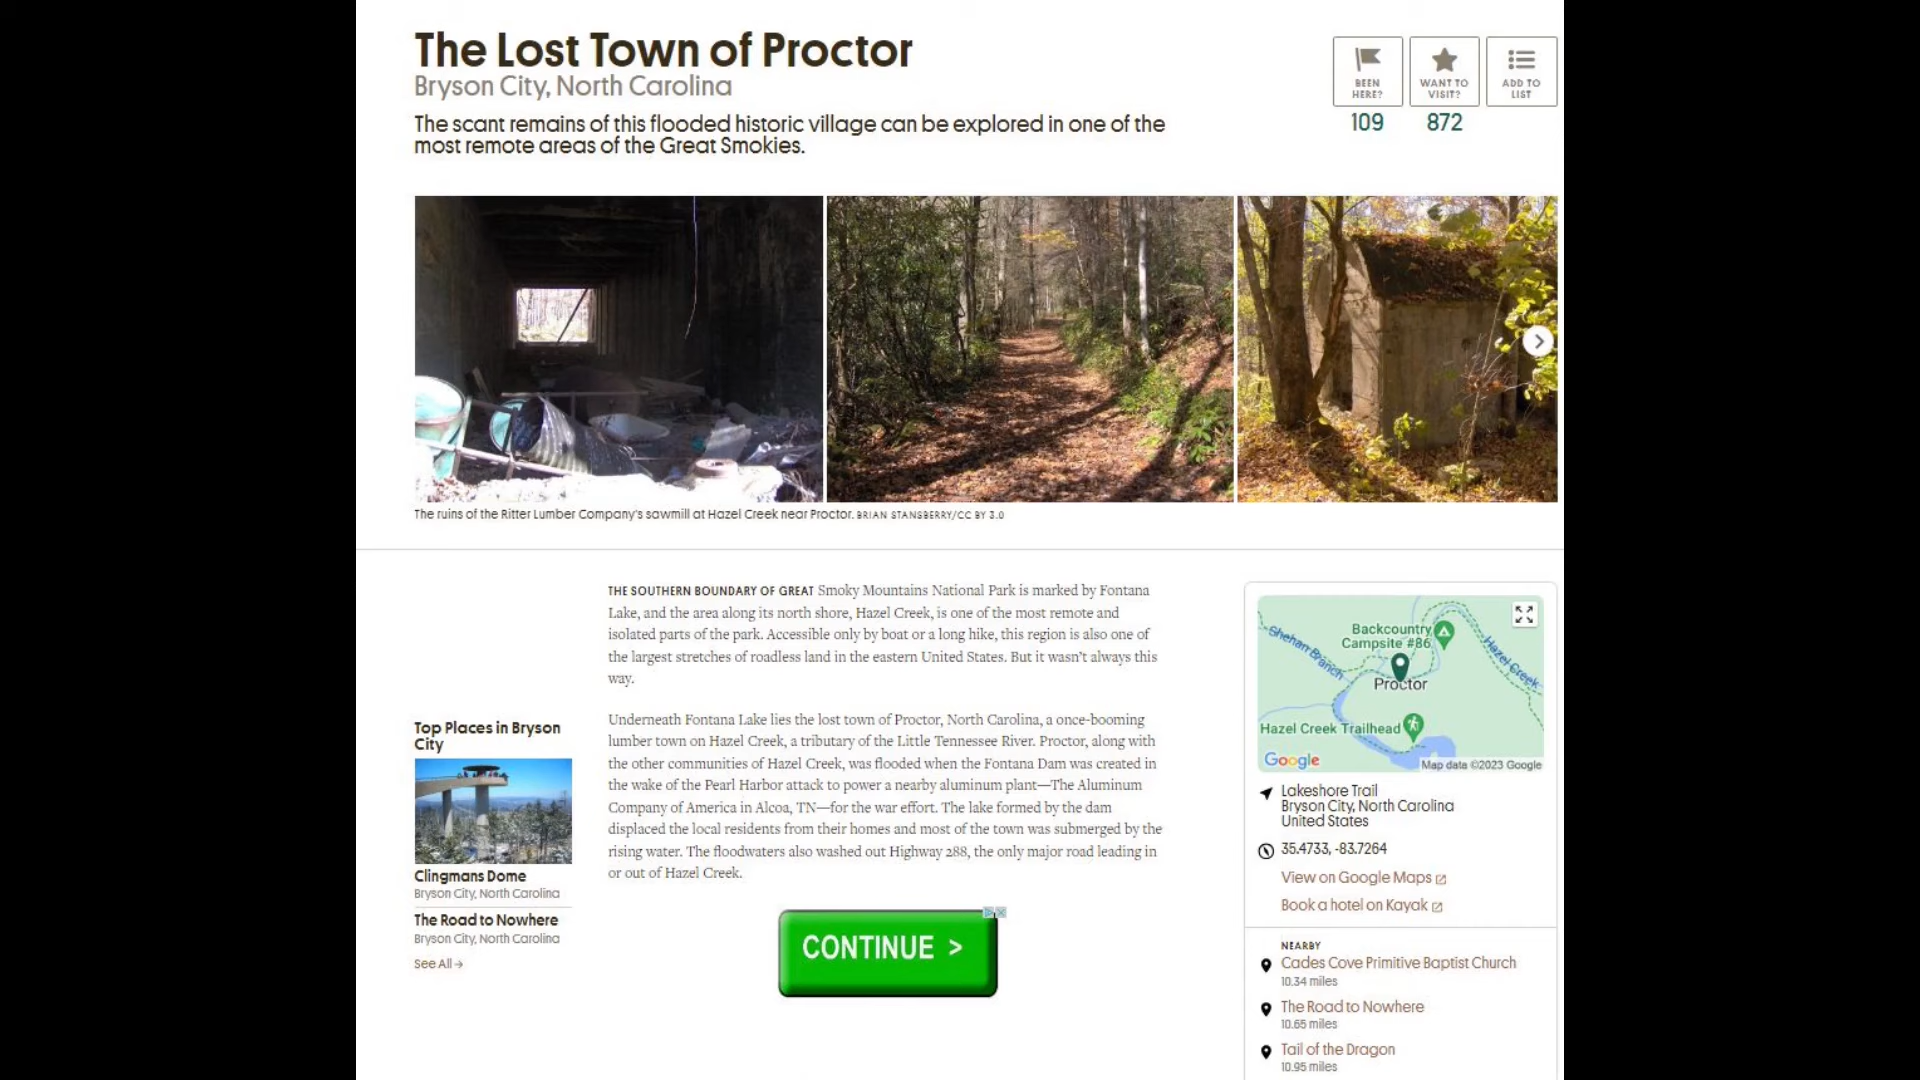 The Lost Town of Proctor
Bryson City, North Carolina
The scant remains of this flooded historic village can be explored in one of the
most remote areas of the Great Smokies.
BEEN
HERE?
109
WANT TO
VISIT?
872
ADD TO
LIST
The ruins of the Ritter Lumber Company's sawmill at Hazel Creek near Proctor. BRIAN STANSBERRY/CC BY 3.0
THE SOUTHERN BOUNDARY OF GREAT Smoky Mountains National Park is marked by Fontana
Lake, and the area along its north shore, Hazel Creek, is one of the most remote and
isolated parts of the park. Accessible only by boat or a long hike, this region is also one of
the largest stretches of roadless land in the eastern United States. But it wasn't always this
way.
Underneath Fontana Lake lies the lost town of Proctor, North Carolina, a once-booming
lumber town on Hazel Creek, a tributary of the Little Tennessee River. Proctor, along with
the other communities of Hazel Creek, was flooded when the Fontana Dam was created in
the wake of the Pearl Harbor attack to power a nearby aluminum plant—The Aluminum
Company of America in Alcoa, TN—for the war effort. The lake formed by the dam
displaced the local residents from their homes and most of the town was submerged by the
rising water. The floodwaters also washed out Highway 288, the only major road leading in
or out of Hazel Creek.
CONTINUE >
Top Places in Bryson
City
Clingmans Dome
Bryson City, North Carolina
The Road to Nowhere
Bryson City, North Carolina
See All →
Shehan Branch
Backcountry
Campsite #86
Hazel Creek
Proctor
Hazel Creek Trailhead
Google
Map data ©2023 Google
Lakeshore Trail
Bryson City, North Carolina
United States
35.4733, -83.7264
View on Google Maps
Book a hotel on Kayak
NEARBY
Cades Cove Primitive Baptist Church
10.34 miles
The Road to Nowhere
10.65 miles
Tail of the Dragon
10.95 miles